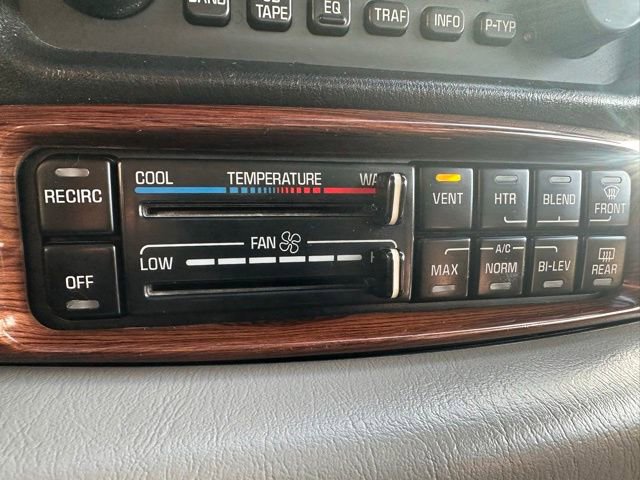 TAPE EQ TRAF INFO P-TYP
RECIRC
OFF
COOL TEMPERATURE
FAN
LOW
VENT HTR BLEND FRONT
A/C
MAX NORM BI-LEV REAR